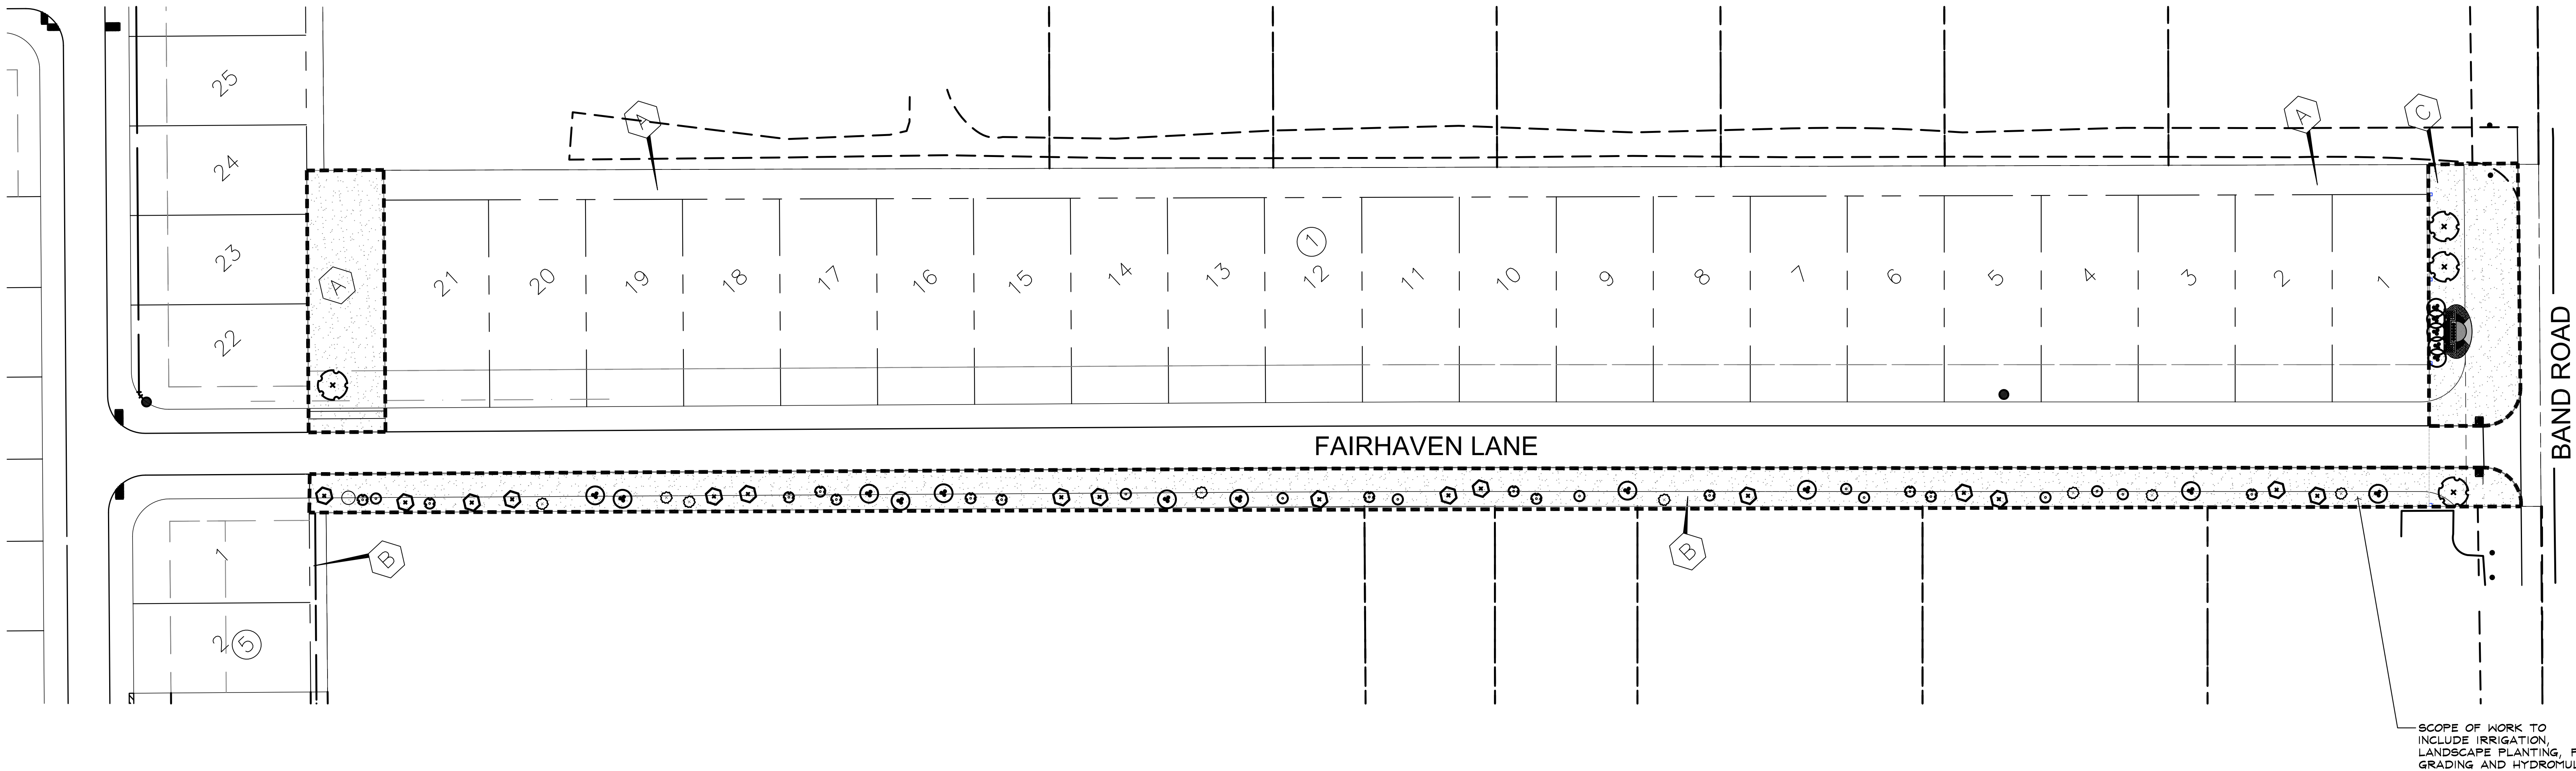 25
24
23
22
A
A
A
C
A
21
20
19
18
17
16
15
14
13
12
11
10
9
8
7
6
5
4
3
2
1
1
FAIRHAVEN LANE
BAND ROAD
B
B
1
2
5
SCOPE OF WORK TO
INCLUDE IRRIGATION,
LANDSCAPE PLANTING,
GRADING AND